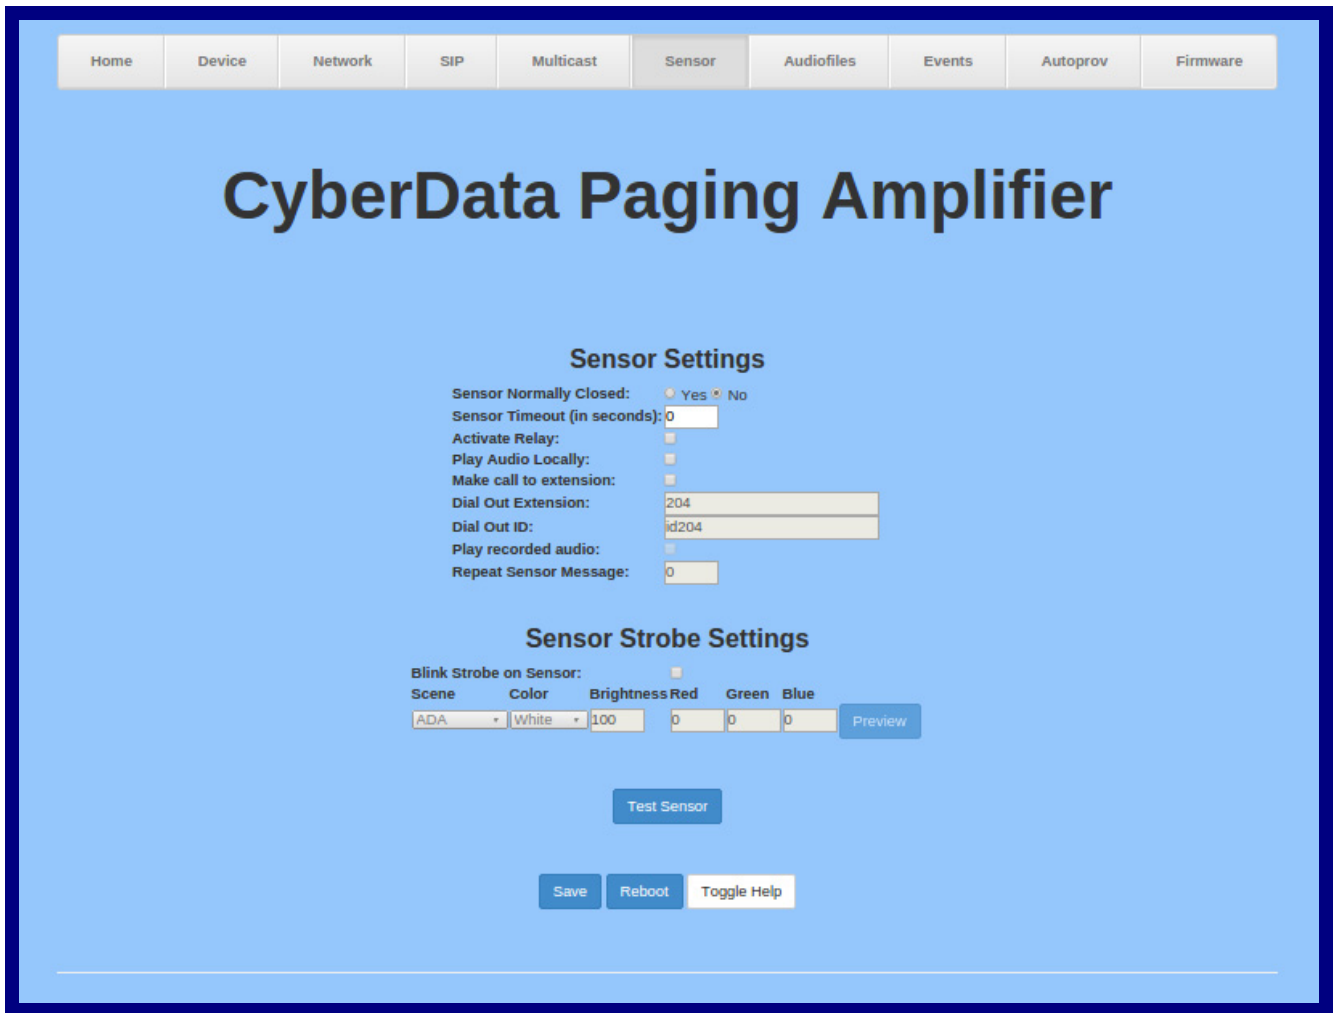 Home Device Network SIP Multicast Sensor Audiofiles Events Autoprov Firmware
CyberData Paging Amplifier
Sensor Settings
Sensor Normally Closed: Yes No
Sensor Timeout (in seconds): 0
Activate Relay:
Play Audio Locally:
Make call to extension:
Dial Out Extension: 204
Dial Out ID: id204
Play recorded audio:
Repeat Sensor Message: 0
Sensor Strobe Settings
Blink Strobe on Sensor:
Scene Color Brightness Red Green Blue
ADA White 100 0 0 0 Preview
Test Sensor
Save Reboot Toggle Help